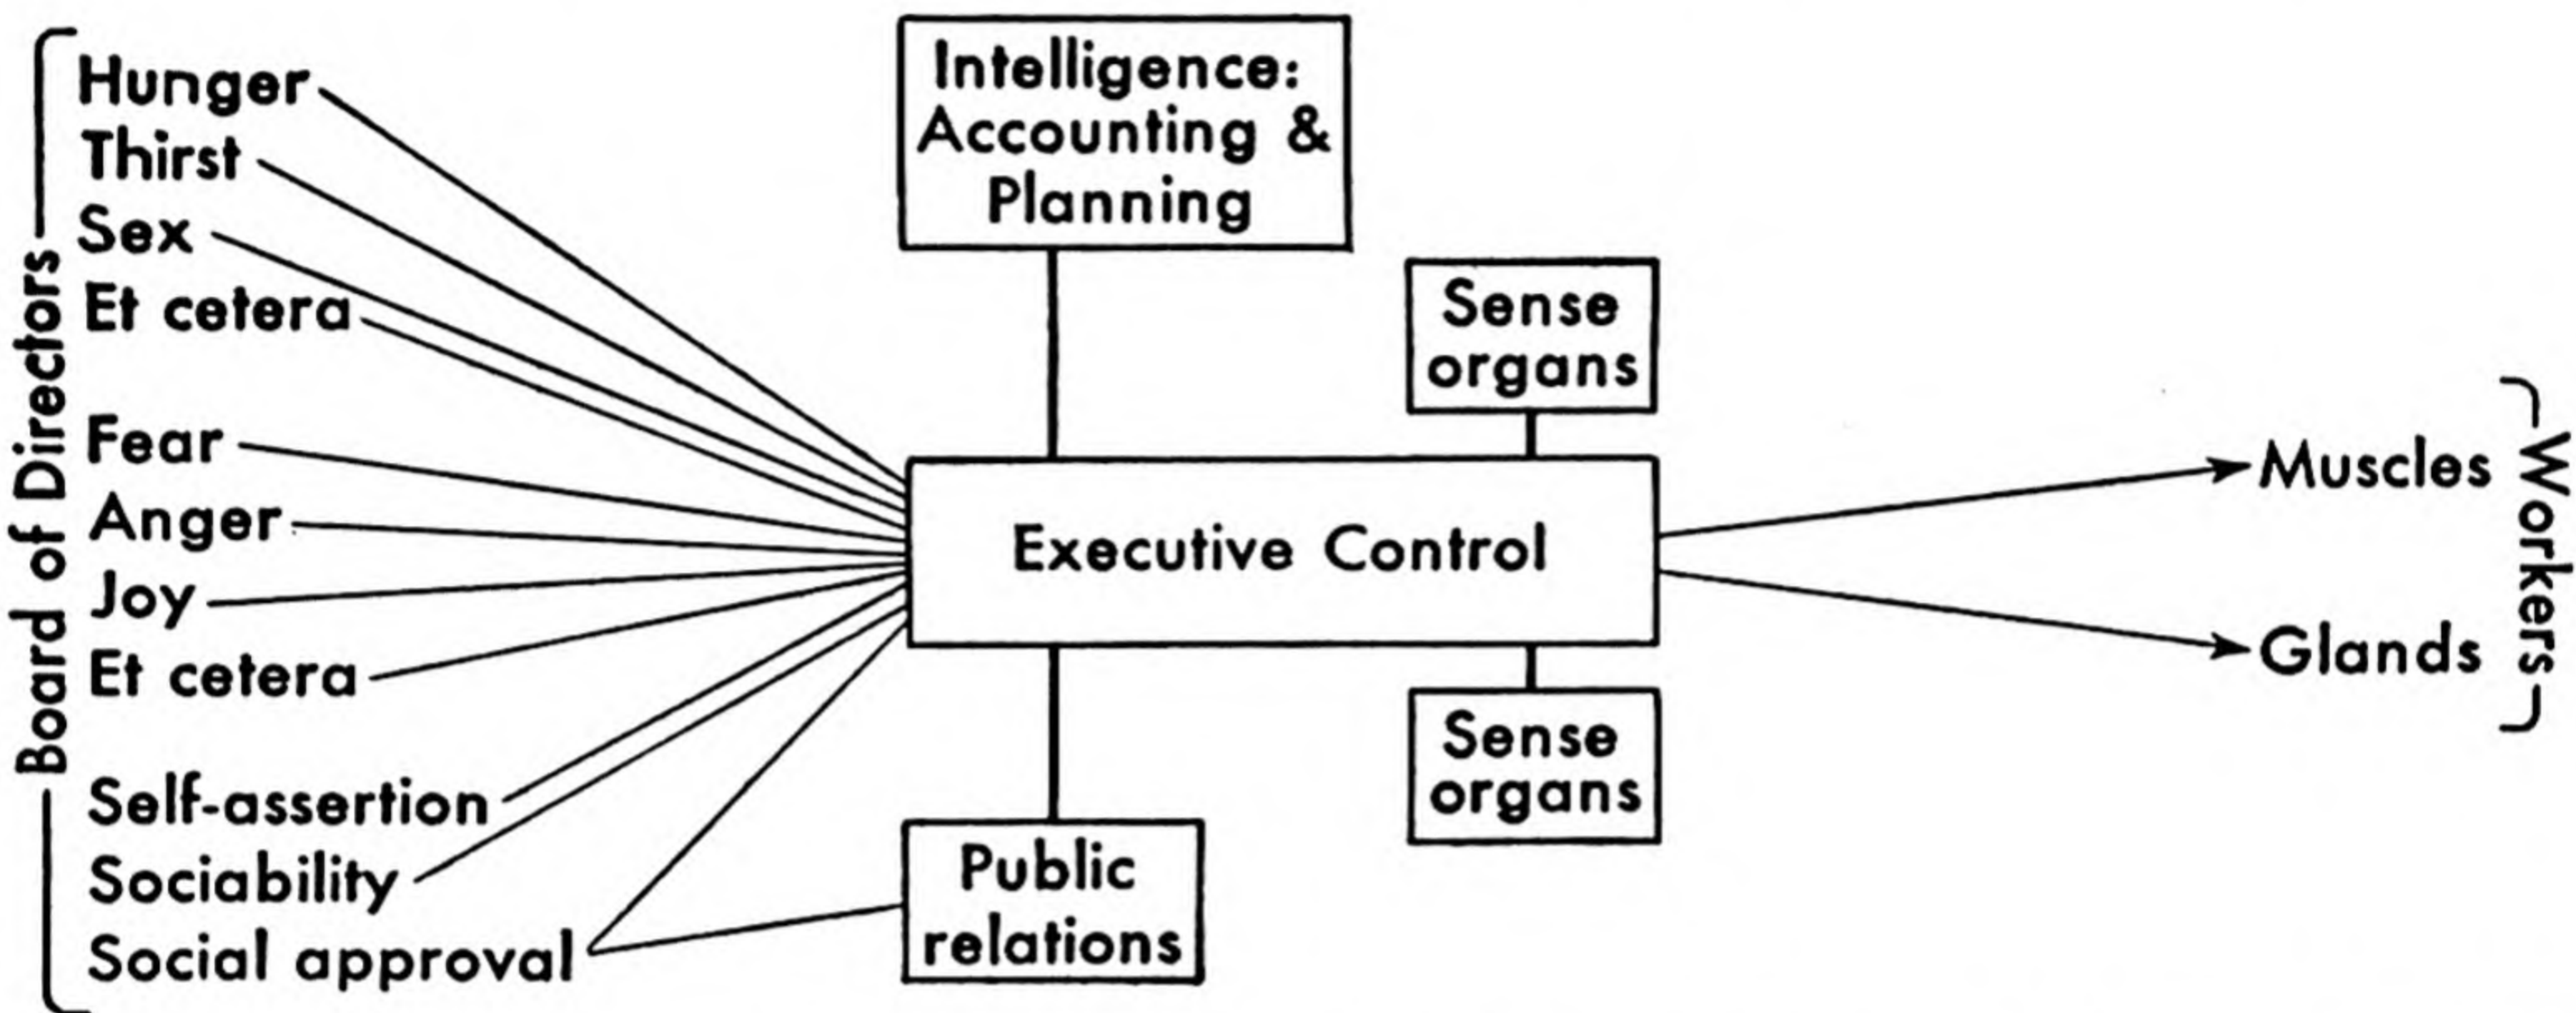 Board of Directors
Hunger
Thirst
Sex
Et cetera
Fear
Anger
Joy
Et cetera
Self-assertion
Sociability
Social approval
Intelligence:
Accounting &
Planning
Sense
organs
Executive Control
Public
relations
Sense
organs
Muscles
Glands
Workers